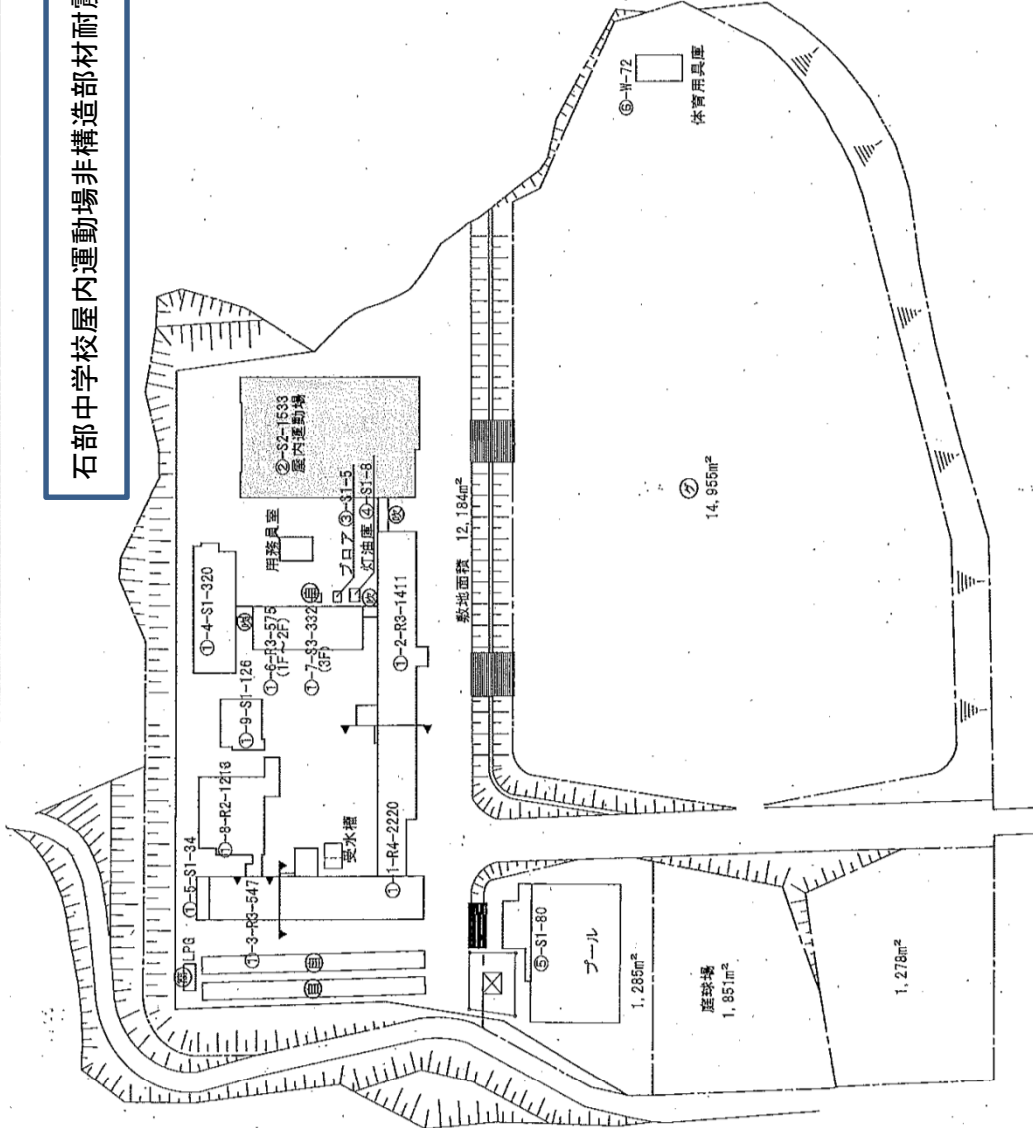 石部中学校屋内運動場非構造部材耐震
⑥-W-72
体育用具庫
②-S2-1533
屋内運動場
用務員室
ブロア③-S1-5
灯油庫④-S1-8
①-4-S1-320
①-6-R3-575
(1F～2F)
①-7-S3-332
(3F)
①-2-R3-1411
①-9-S1-126
①-8-R2-1213
①-5-S1-34
LPG
①-3-R3-547
受水槽
①-1-R4-2220
自
自
敷地面積 12,184m²
グ
14,955m²
⑤-S1-80
プール
1,285m²
庭球場
1,851m²
1,278m²